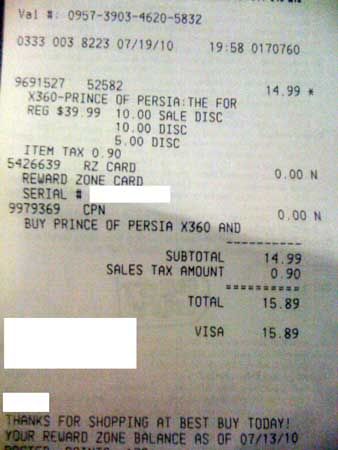 Val #: 0957-3903-4620-5832
0333 003 8223 07/19/10 19:58 0170760
9691527 52582 14.99 *
X360-PRINCE OF PERSIA:THE FOR
REG $39.99 10.00 SALE DISC
10.00 DISC
5.00 DISC
ITEM TAX 0.90
5426639 RZ CARD 0.00 N
REWARD ZONE CARD
SERIAL #
9979369 CPN 0.00 N
BUY PRINCE OF PERSIA X360 AND
----------
SUBTOTAL 14.99
SALES TAX AMOUNT 0.90
==========
TOTAL 15.89
VISA 15.89
THANKS FOR SHOPPING AT BEST BUY TODAY!
YOUR REWARD ZONE BALANCE AS OF 07/13/10